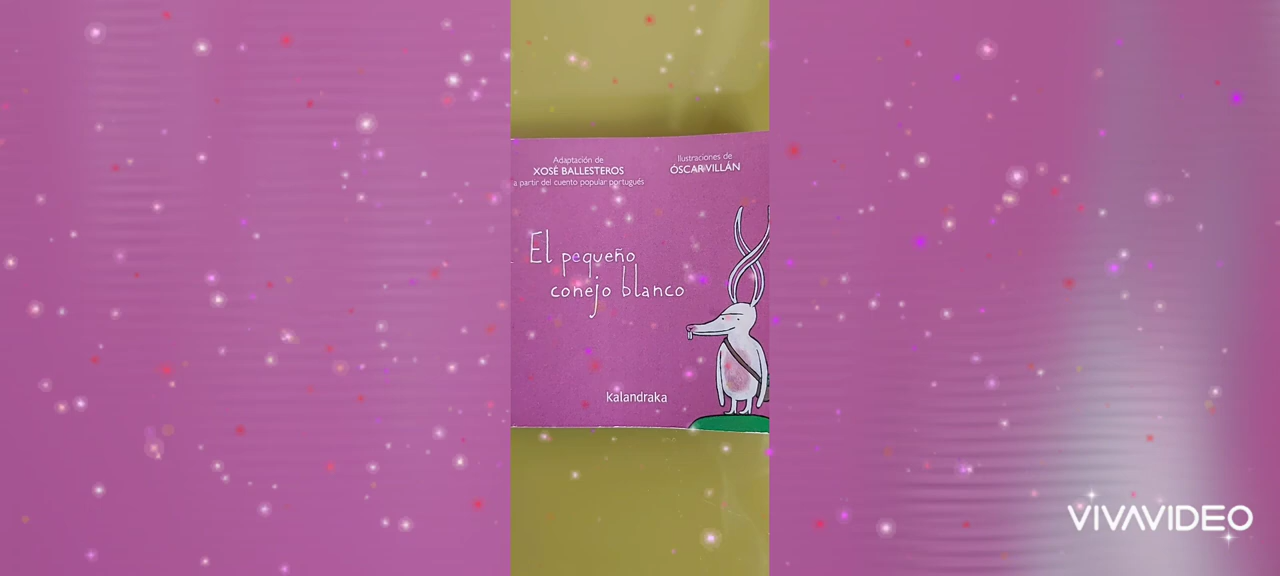 Adaptación de
XOSÉ BALLESTEROS
a partir del cuento popular portugués
Ilustraciones de
ÓSCAR VILLÁN
El pequeño
conejo blanco
kalandraka
VIVAVIDEO